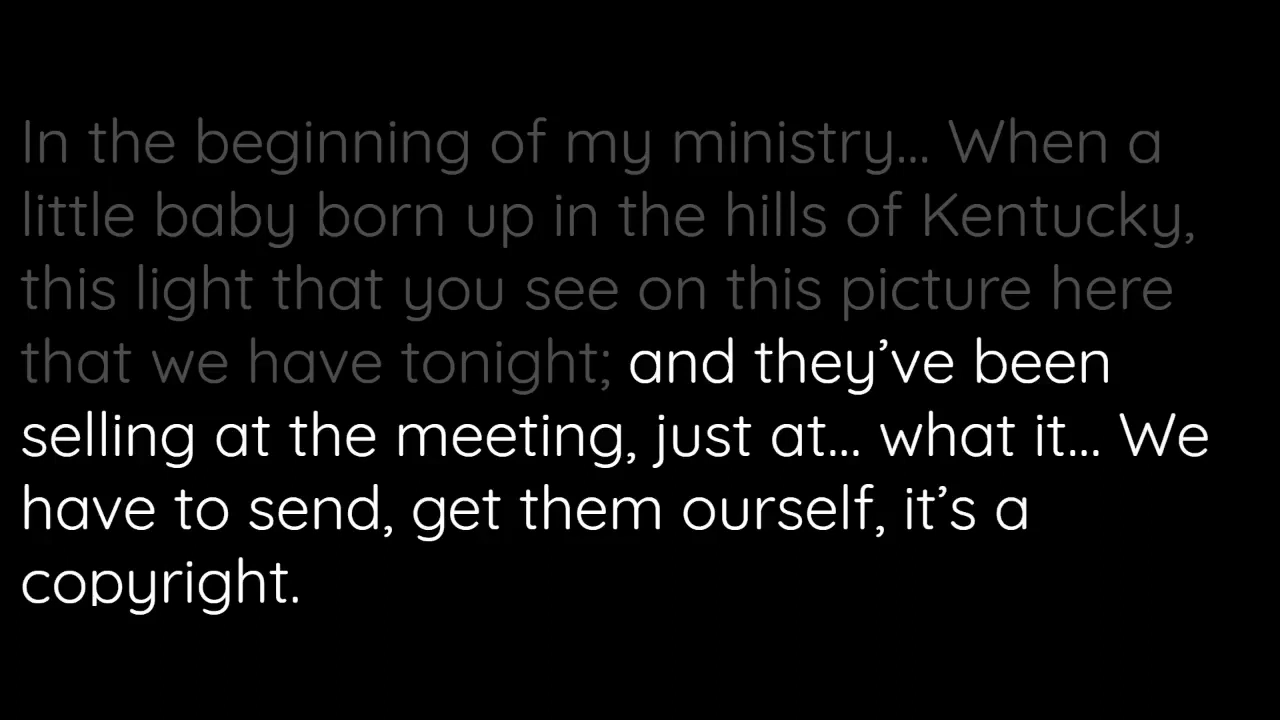 In the beginning of my ministry... When a
little baby born up in the hills of Kentucky,
this light that you see on this picture here
that we have tonight; and they’ve been
selling at the meeting, just at... what it... We
have to send, get them ourself, it’s a
copyright.